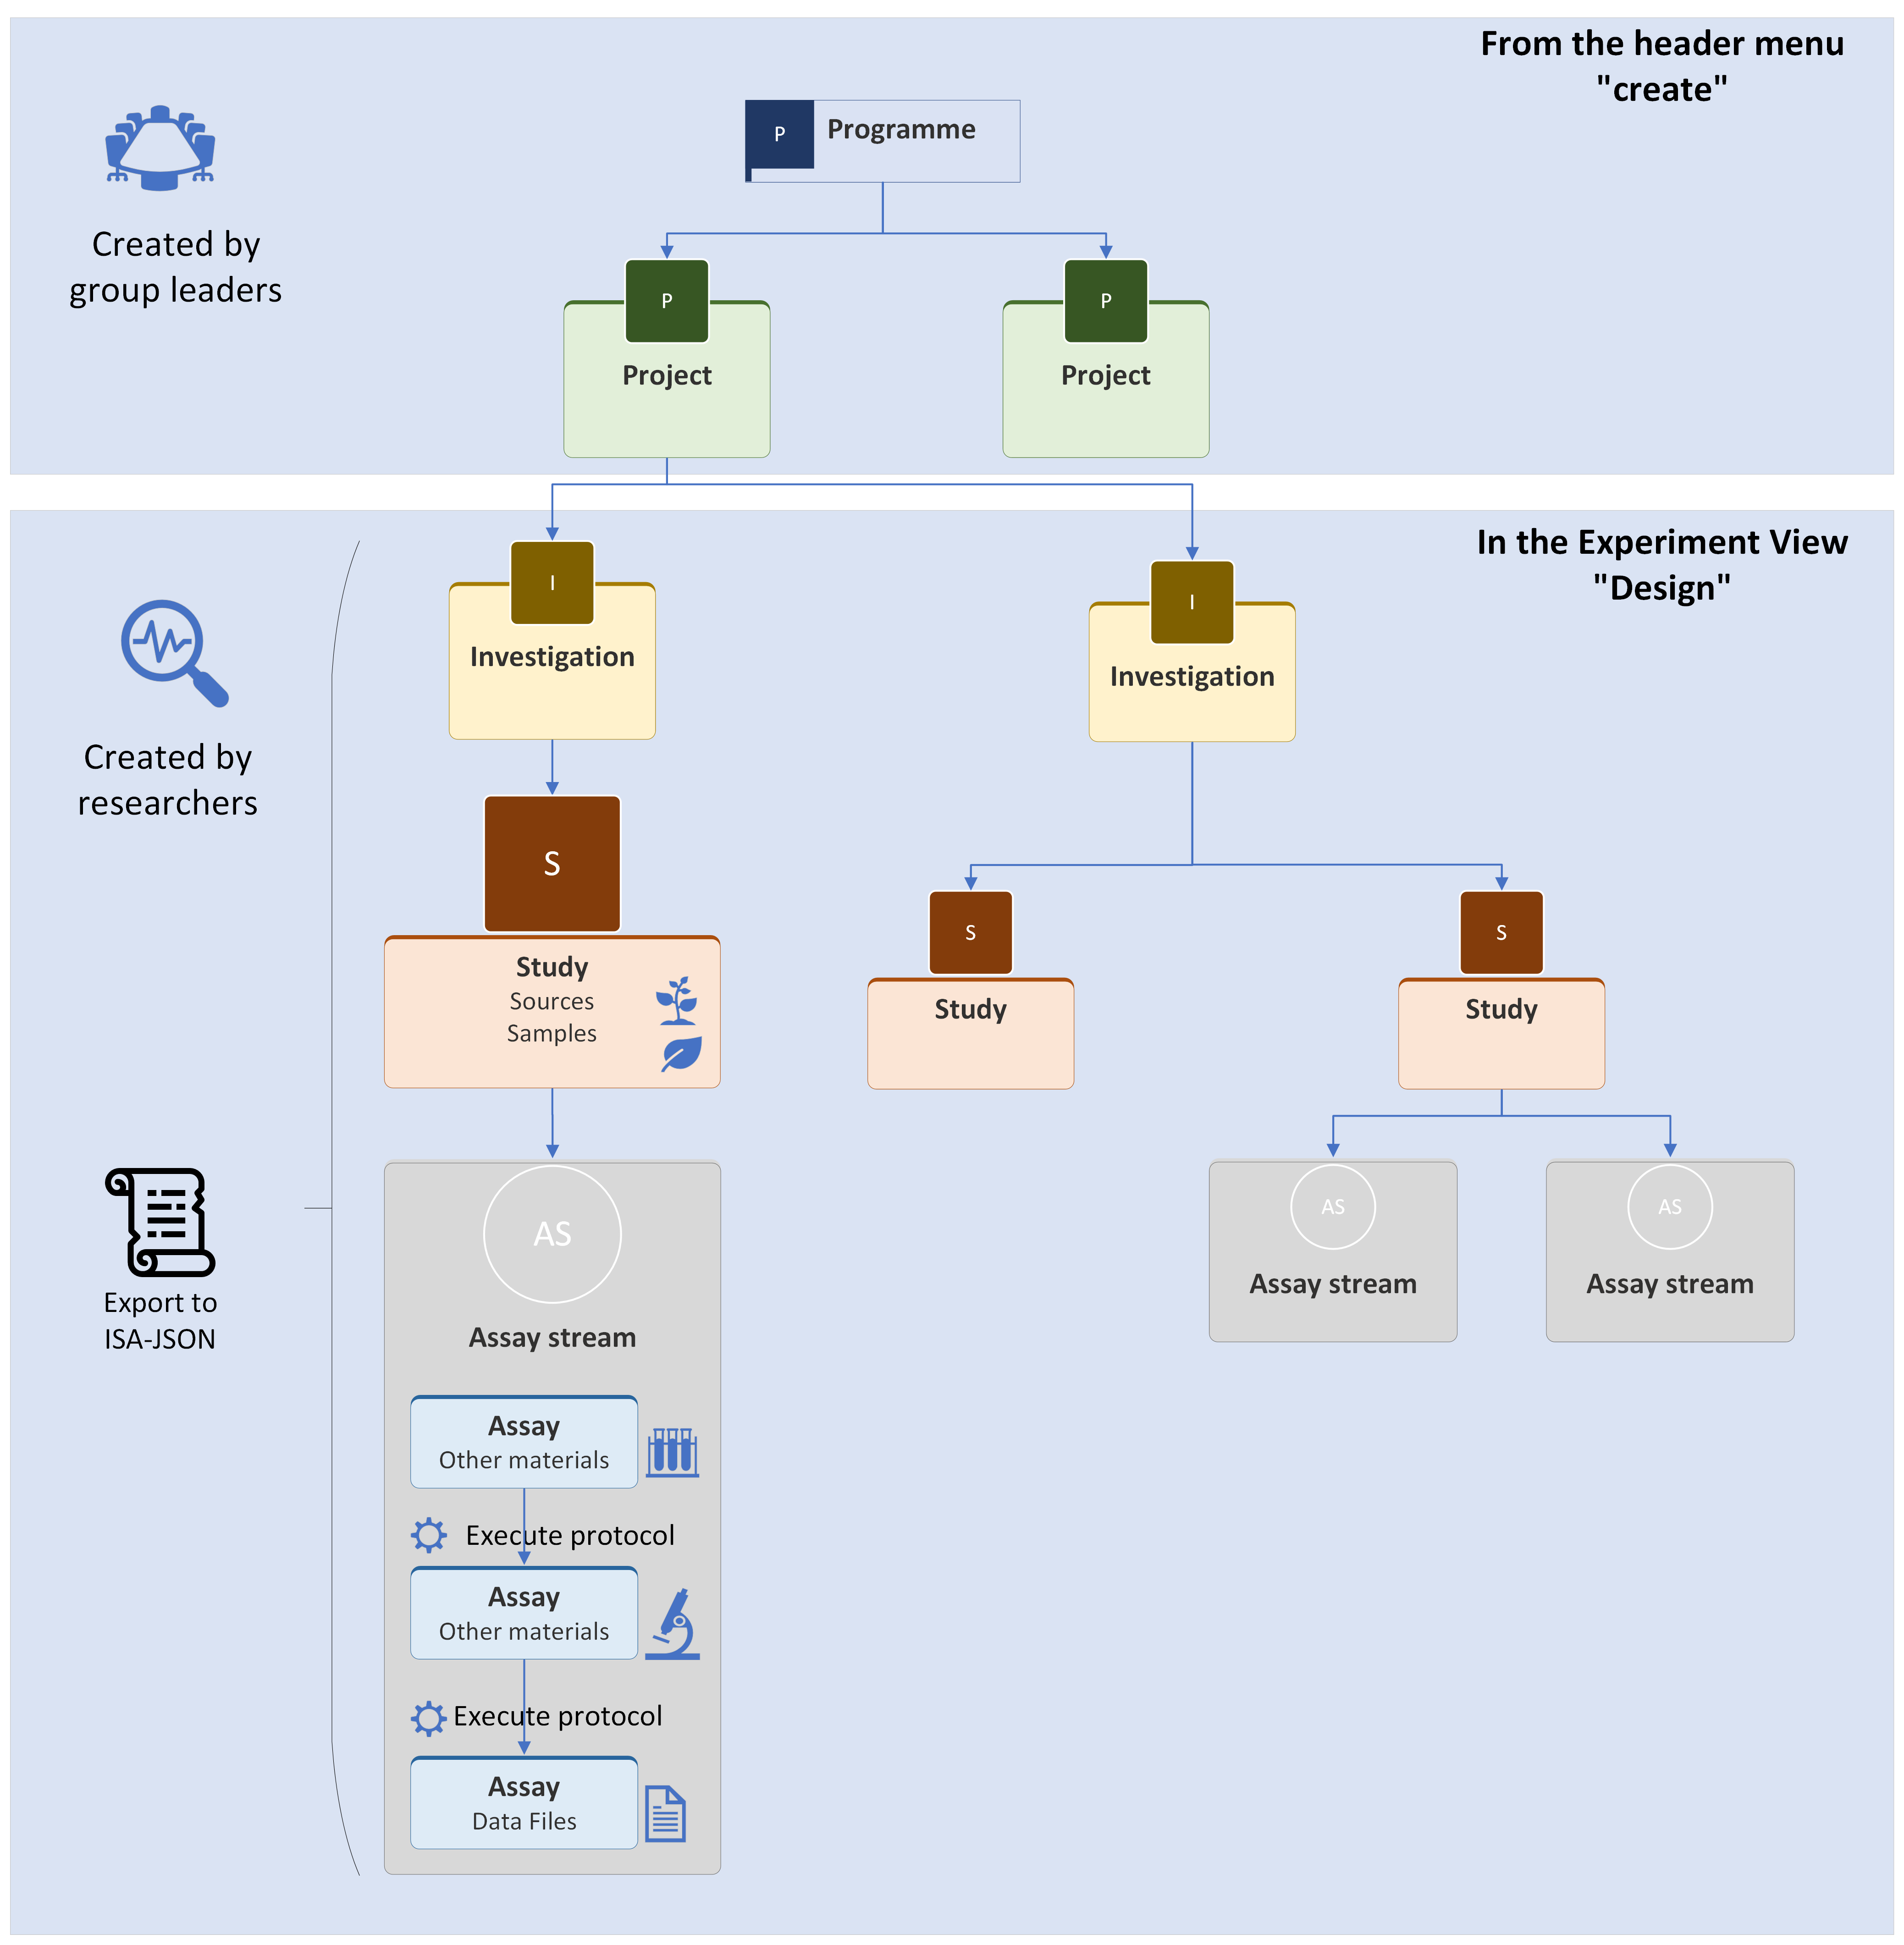 From the header menu
"create"
P
Programme
Created by
group leaders
P
Project
P
Project
In the Experiment View
"Design"
I
Investigation
I
Investigation
Created by
researchers
S
Study
Sources
Samples
S
Study
S
Study
AS
Assay stream
AS
Assay stream
AS
Assay stream
Export to
ISA-JSON
Assay
Other materials
Execute protocol
Assay
Other materials
Execute protocol
Assay
Data Files